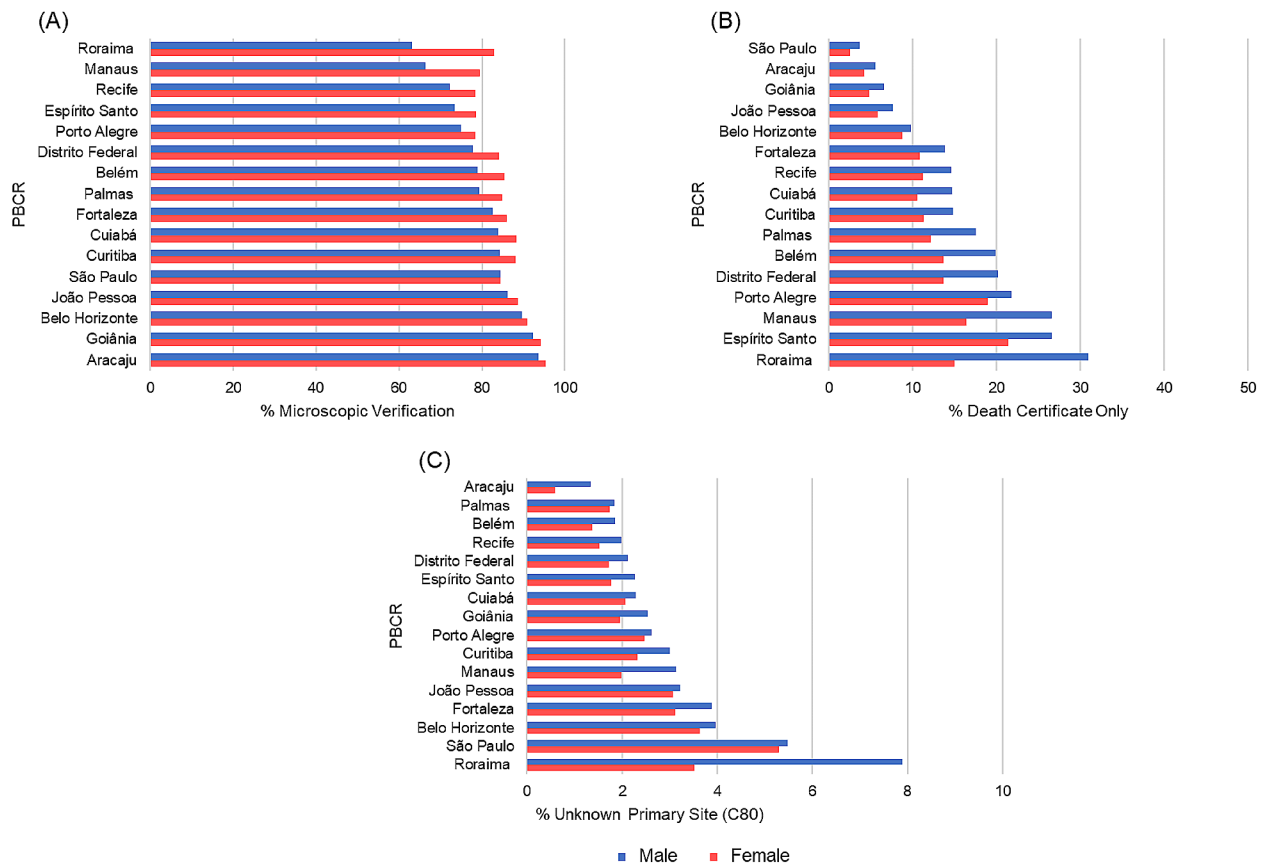 (A)
PBCR
Roraima
Manaus
Recife
Espírito Santo
Porto Alegre
Distrito Federal
Belém
Palmas
Fortaleza
Cuiabá
Curitiba
São Paulo
João Pessoa
Belo Horizonte
Goiânia
Aracaju
0 20 40 60 80 100
% Microscopic Verification
(B)
PBCR
São Paulo
Aracaju
Goiânia
João Pessoa
Belo Horizonte
Fortaleza
Recife
Cuiabá
Curitiba
Palmas
Belém
Distrito Federal
Porto Alegre
Manaus
Espírito Santo
Roraima
0 10 20 30 40 50
% Death Certificate Only
(C)
PBCR
Aracaju
Palmas
Belém
Recife
Distrito Federal
Espírito Santo
Cuiabá
Goiânia
Porto Alegre
Curitiba
Manaus
João Pessoa
Fortaleza
Belo Horizonte
São Paulo
Roraima
0 2 4 6 8 10
% Unknown Primary Site (C80)
Male Female